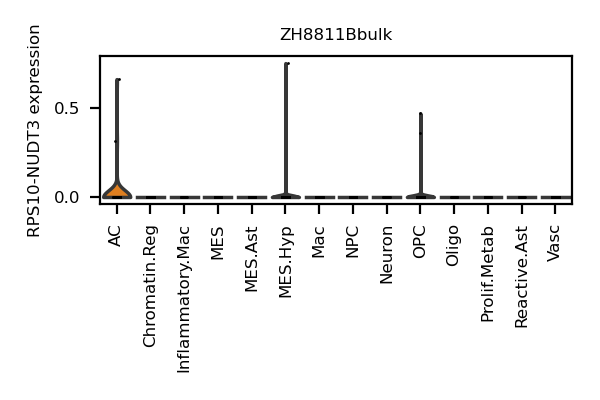 ZH8811Bbulk
RPS10-NUDT3 expression
0.5
0.0
AC
Chromatin.Reg
Inflammatory.Mac
MES
MES.Ast
MES.Hyp
Mac
NPC
Neuron
OPC
Oligo
Prolif.Metab
Reactive.Ast
Vasc